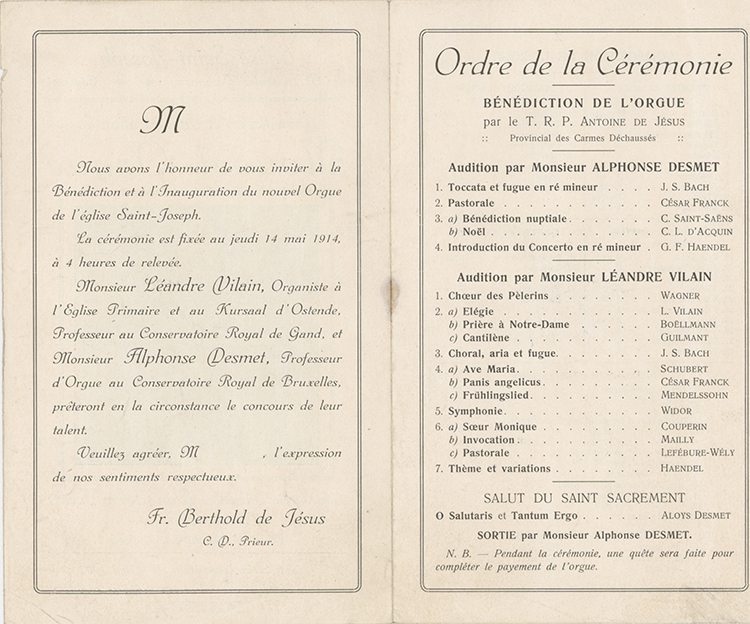 M
Nous avons l'honneur de vous inviter à la
Bénédiction et à l'Inauguration du nouvel Orgue
de l'église Saint-Joseph.
La cérémonie est fixée au jeudi 14 mai 1914,
à 4 heures de relevée.
Monsieur Léandre Vilain, Organiste à
l'Eglise Primaire et au Kursaal d'Ostende,
Professeur au Conservatoire Royal de Gand, et
Monsieur Alphonse Desmet, Professeur
d'Orgue au Conservatoire Royal de Bruxelles,
prêteront en la circonstance le concours de leur
talent.
Veuillez agréer, M , l'expression
de nos sentiments respectueux.
Fr. Berthold de Jésus
C. D., Prieur.
Ordre de la Cérémonie
BÉNÉDICTION DE L'ORGUE
par le T. R. P. ANTOINE DE JÉSUS
:: Provincial des Carmes Déchaussés ::
Audition par Monsieur ALPHONSE DESMET
1. Toccata et fugue en ré mineur . . . . J. S. BACH
2. Pastorale . . . . . . . . . . . CÉSAR FRANCK
3. a) Bénédiction nuptiale. . . . . . . C. SAINT-SAËNS
b) Noël . . . . . . . . . . . . C. L. D'ACQUIN
4. Introduction du Concerto en ré mineur . G. F. HAENDEL
Audition par Monsieur LÉANDRE VILAIN
1. Chœur des Pèlerins . . . . . . . . WAGNER
2. a) Elégie . . . . . . . . . . . L. VILAIN
b) Prière à Notre-Dame . . . . . . . BOËLLMANN
c) Cantilène . . . . . . . . . . GUILMANT
3. Choral, aria et fugue. . . . . . . . J. S. BACH
4. a) Ave Maria. . . . . . . . . . . SCHUBERT
b) Panis angelicus . . . . . . . . . CÉSAR FRANCK
c) Frühlingslied. . . . . . . . . . MENDELSSOHN
5. Symphonie. . . . . . . . . . . . WIDOR
6. a) Sœur Monique . . . . . . . . . COUPERIN
b) Invocation . . . . . . . . . . MAILLY
c) Pastorale . . . . . . . . . . LEFÉBURE-WÉLY
7. Thème et variations . . . . . . . . HAENDEL
SALUT DU SAINT SACREMENT
O Salutaris et Tantum Ergo . . . . . . ALOYS DESMET
SORTIE par Monsieur Alphonse DESMET.
N. B. — Pendant la cérémonie, une quête sera faite pour
compléter le payement de l'orgue.